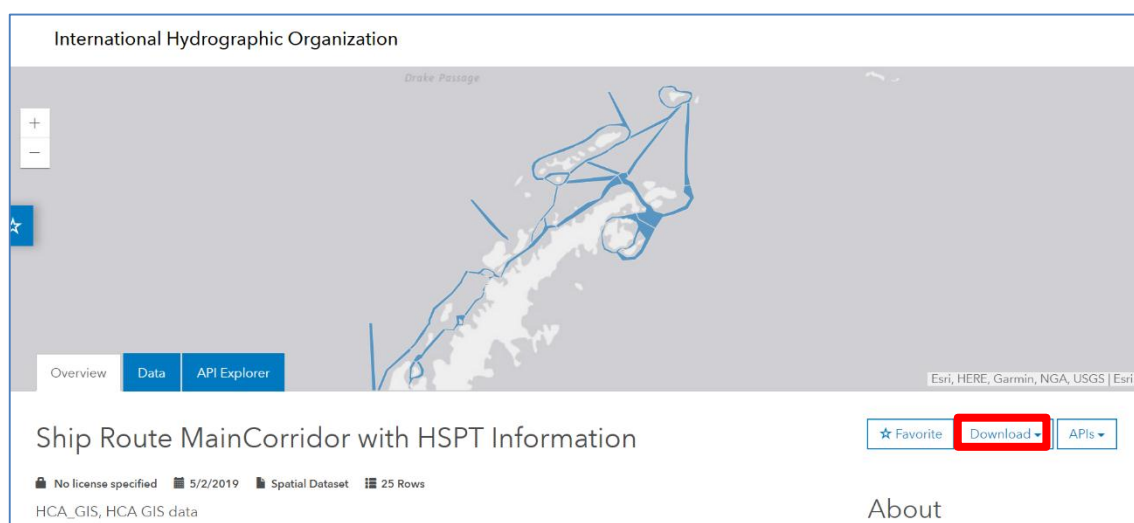 International Hydrographic Organization
Drake Passage
+
−
Overview
Data
API Explorer
Esri, HERE, Garmin, NGA, USGS | Esri
Ship Route MainCorridor with HSPT Information
Favorite
Download
APIs
No license specified 5/2/2019 Spatial Dataset 25 Rows
HCA_GIS, HCA GIS data
About